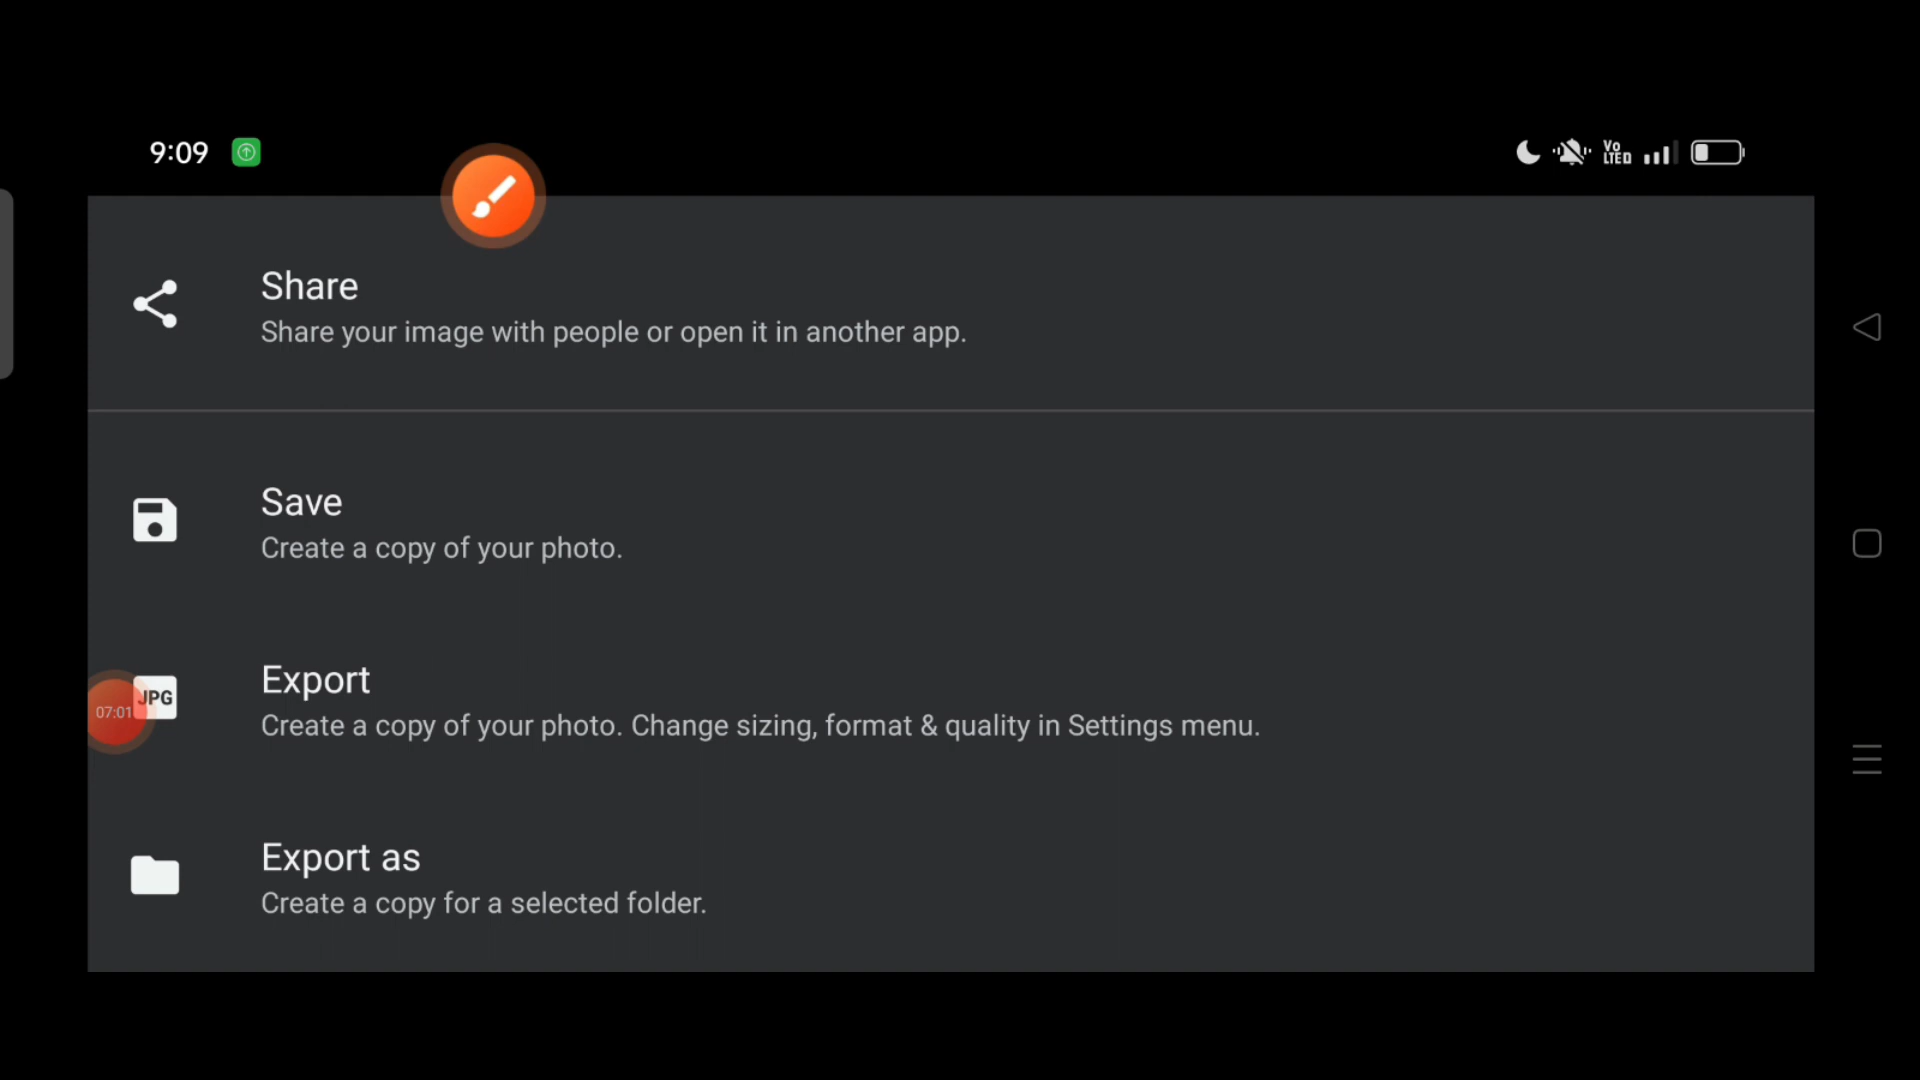 9:09
Vo
LTED
Share
Share your image with people or open it in another app.
Save
Create a copy of your photo.
JPG
Export
07:01
Create a copy of your photo. Change sizing, format & quality in Settings menu.
Export as
Create a copy for a selected folder.